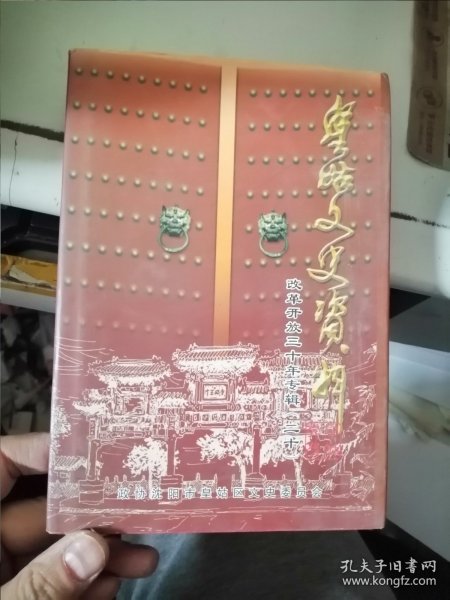 皇姑文史资料
改革开放三十年专辑（二十）
政协沈阳市皇姑区文史委员会
孔夫子旧书网
www.kongfz.com